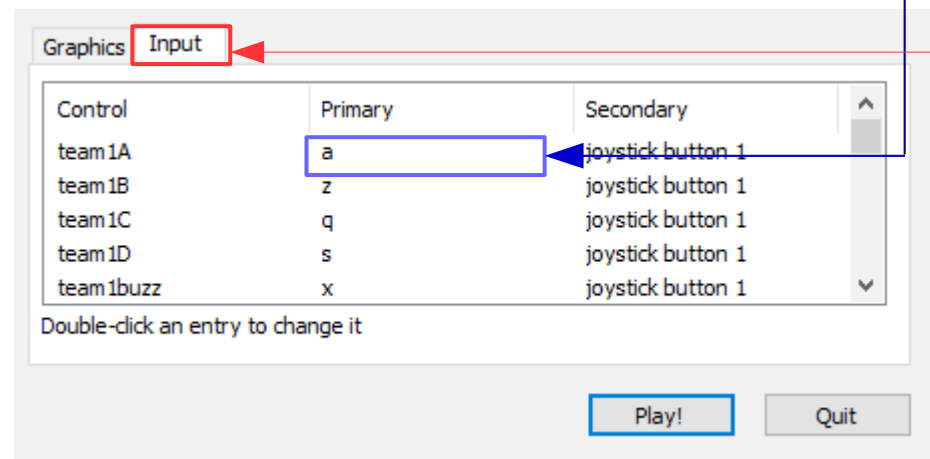 Graphics Input
Control Primary Secondary
team1A a joystick button 1
team1B z joystick button 1
team1C q joystick button 1
team1D s joystick button 1
team1buzz x joystick button 1
Double-click an entry to change it
Play! Quit